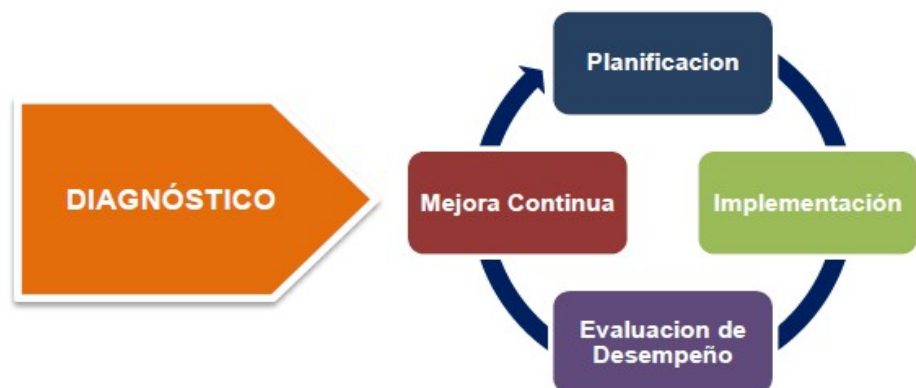 DIAGNÓSTICO
Planificacion
Implementación
Evaluacion de
Desempeño
Mejora Continua